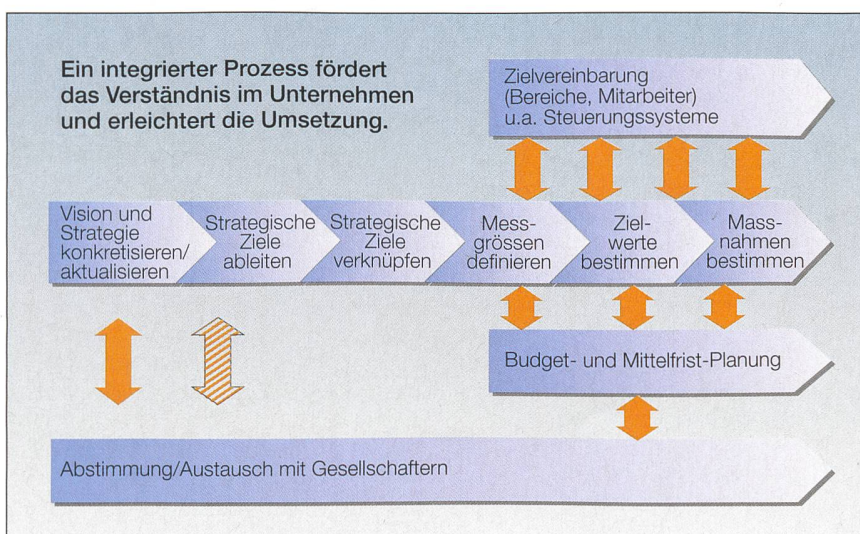 Ein integrierter Prozess fördert
das Verständnis im Unternehmen
und erleichtert die Umsetzung.
Zielvereinbarung
(Bereiche, Mitarbeiter)
u.a. Steuerungssysteme
Vision und
Strategie
konkretisieren/
aktualisieren
Strategische
Ziele
ableiten
Strategische
Ziele
verknüpfen
Mess-
grössen
definieren
Ziel-
werte
bestimmen
Mass-
nahmen
bestimmen
Budget- und Mittelfrist-Planung
Abstimmung/Austausch mit Gesellschaftern